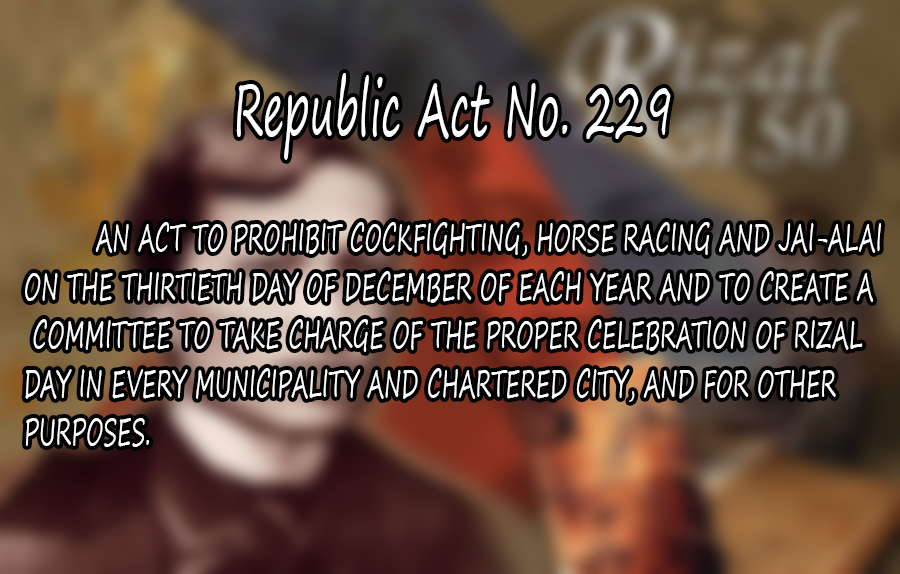 Rizal
@150
Republic Act No. 229
AN ACT TO PROHIBIT COCKFIGHTING, HORSE RACING AND JAI-ALAI
ON THE THIRTIETH DAY OF DECEMBER OF EACH YEAR AND TO CREATE A
COMMITTEE TO TAKE CHARGE OF THE PROPER CELEBRATION OF RIZAL
DAY IN EVERY MUNICIPALITY AND CHARTERED CITY, AND FOR OTHER
PURPOSES.